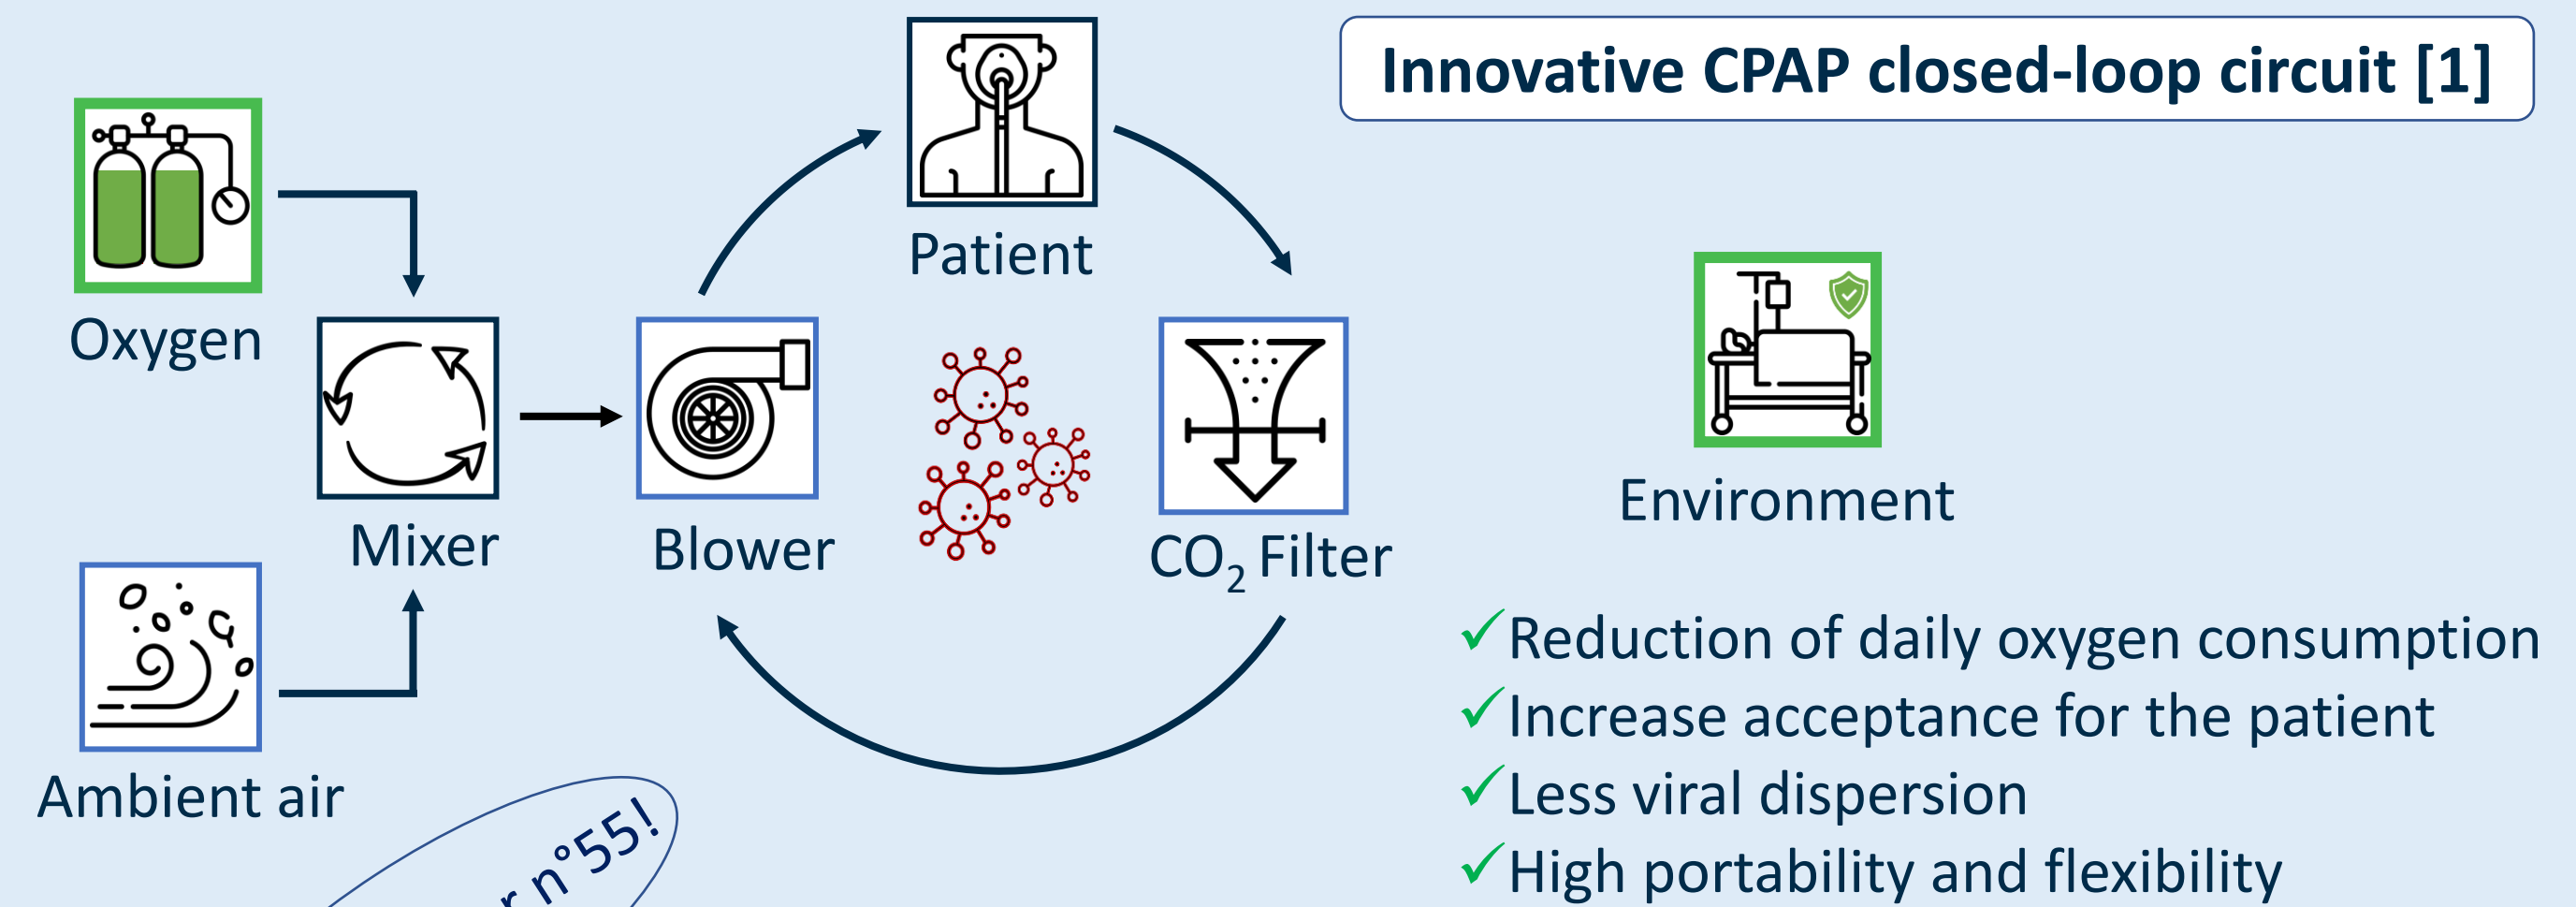 Innovative CPAP closed-loop circuit [1]
Oxygen
Patient
Mixer
Blower
CO₂ Filter
Environment
Ambient air
n°55!
✓Reduction of daily oxygen consumption
✓Increase acceptance for the patient
✓Less viral dispersion
✓High portability and flexibility